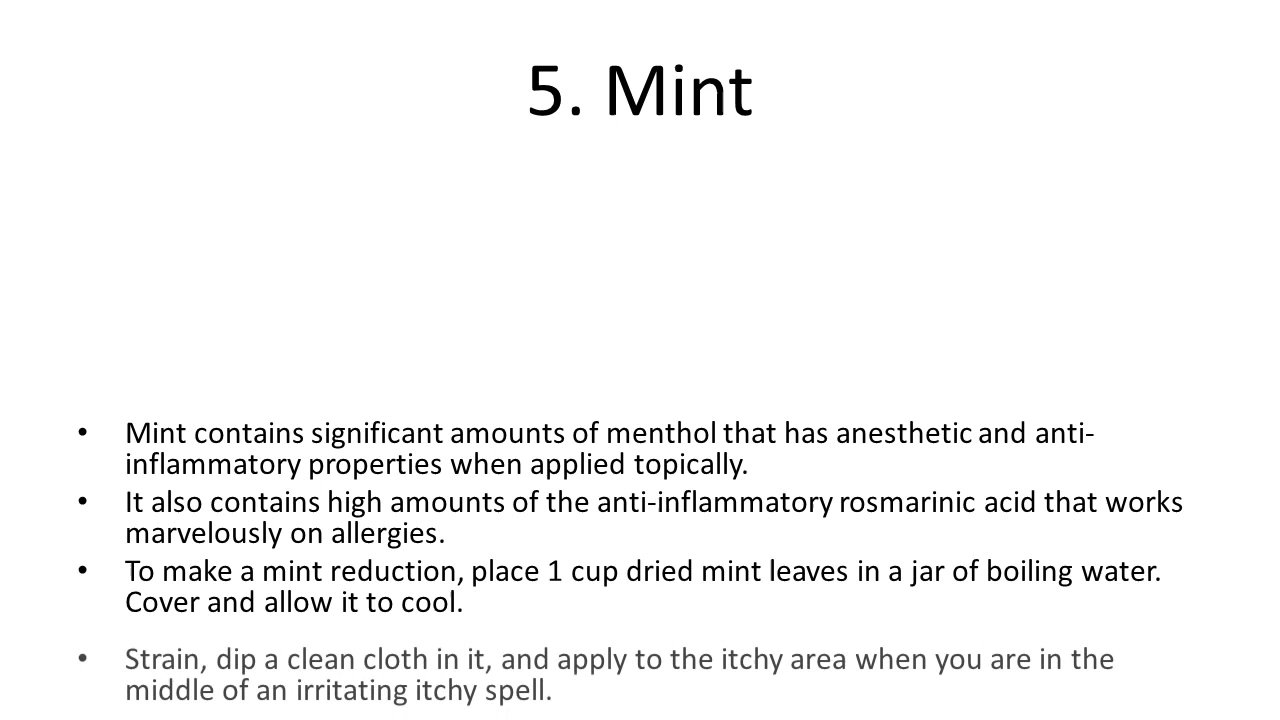 5. Mint
• Mint contains significant amounts of menthol that has anesthetic and anti-
inflammatory properties when applied topically.
• It also contains high amounts of the anti-inflammatory rosmarinic acid that works
marvelously on allergies.
• To make a mint reduction, place 1 cup dried mint leaves in a jar of boiling water.
Cover and allow it to cool.
• Strain, dip a clean cloth in it, and apply to the itchy area when you are in the
middle of an irritating itchy spell.